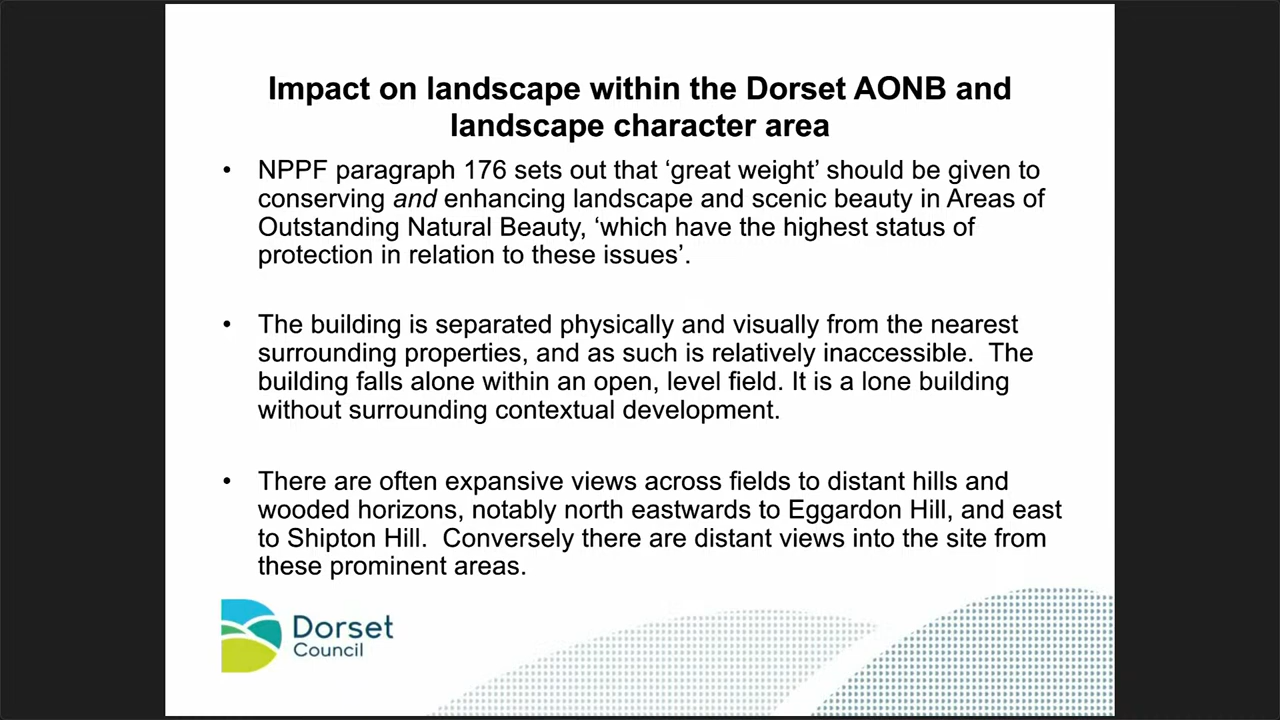 Impact on landscape within the Dorset AONB and
landscape character area
• NPPF paragraph 176 sets out that ‘great weight’ should be given to
conserving and enhancing landscape and scenic beauty in Areas of
Outstanding Natural Beauty, ‘which have the highest status of
protection in relation to these issues’.
• The building is separated physically and visually from the nearest
surrounding properties, and as such is relatively inaccessible.  The
building falls alone within an open, level field. It is a lone building
without surrounding contextual development.
• There are often expansive views across fields to distant hills and
wooded horizons, notably north eastwards to Eggardon Hill, and east
to Shipton Hill.  Conversely there are distant views into the site from
these prominent areas.
Dorset
Council